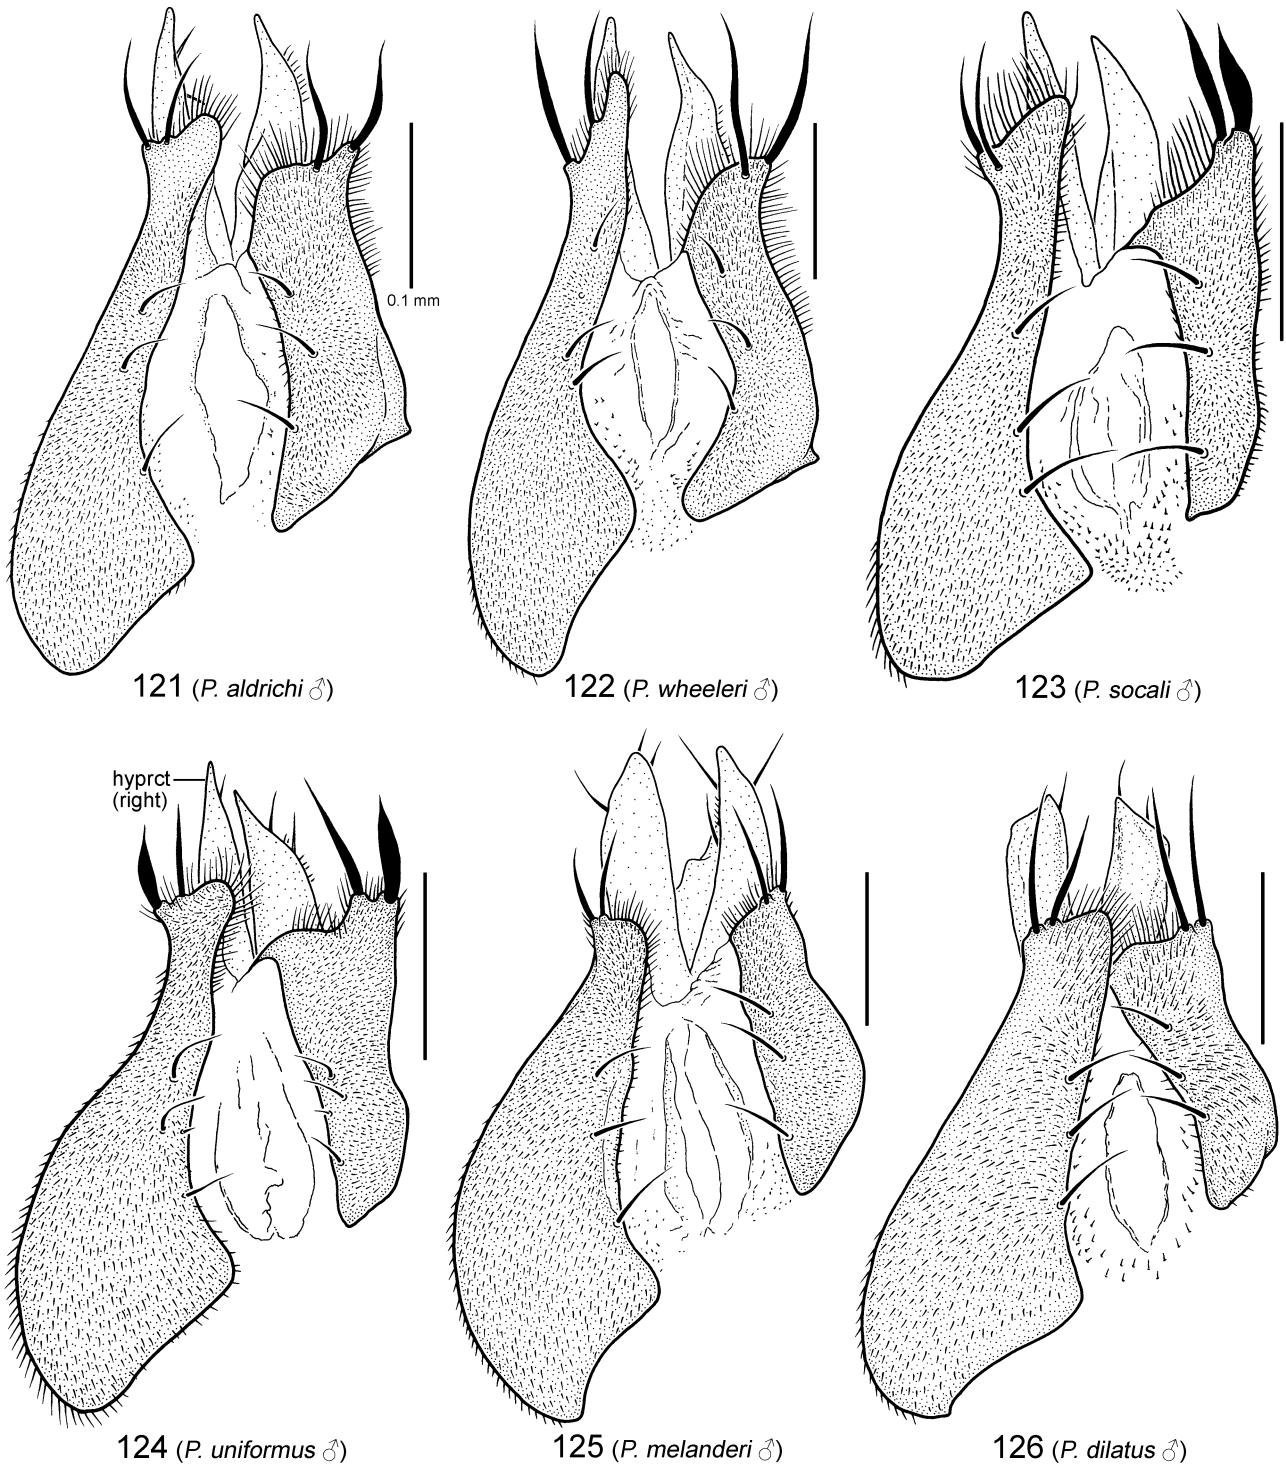 0.1 mm
121 (P. aldrichi ♂)
122 (P. wheeleri ♂)
123 (P. socali ♂)
hyprct
(right)
124 (P. uniformus ♂)
125 (P. melanderi ♂)
126 (P. dilatus ♂)